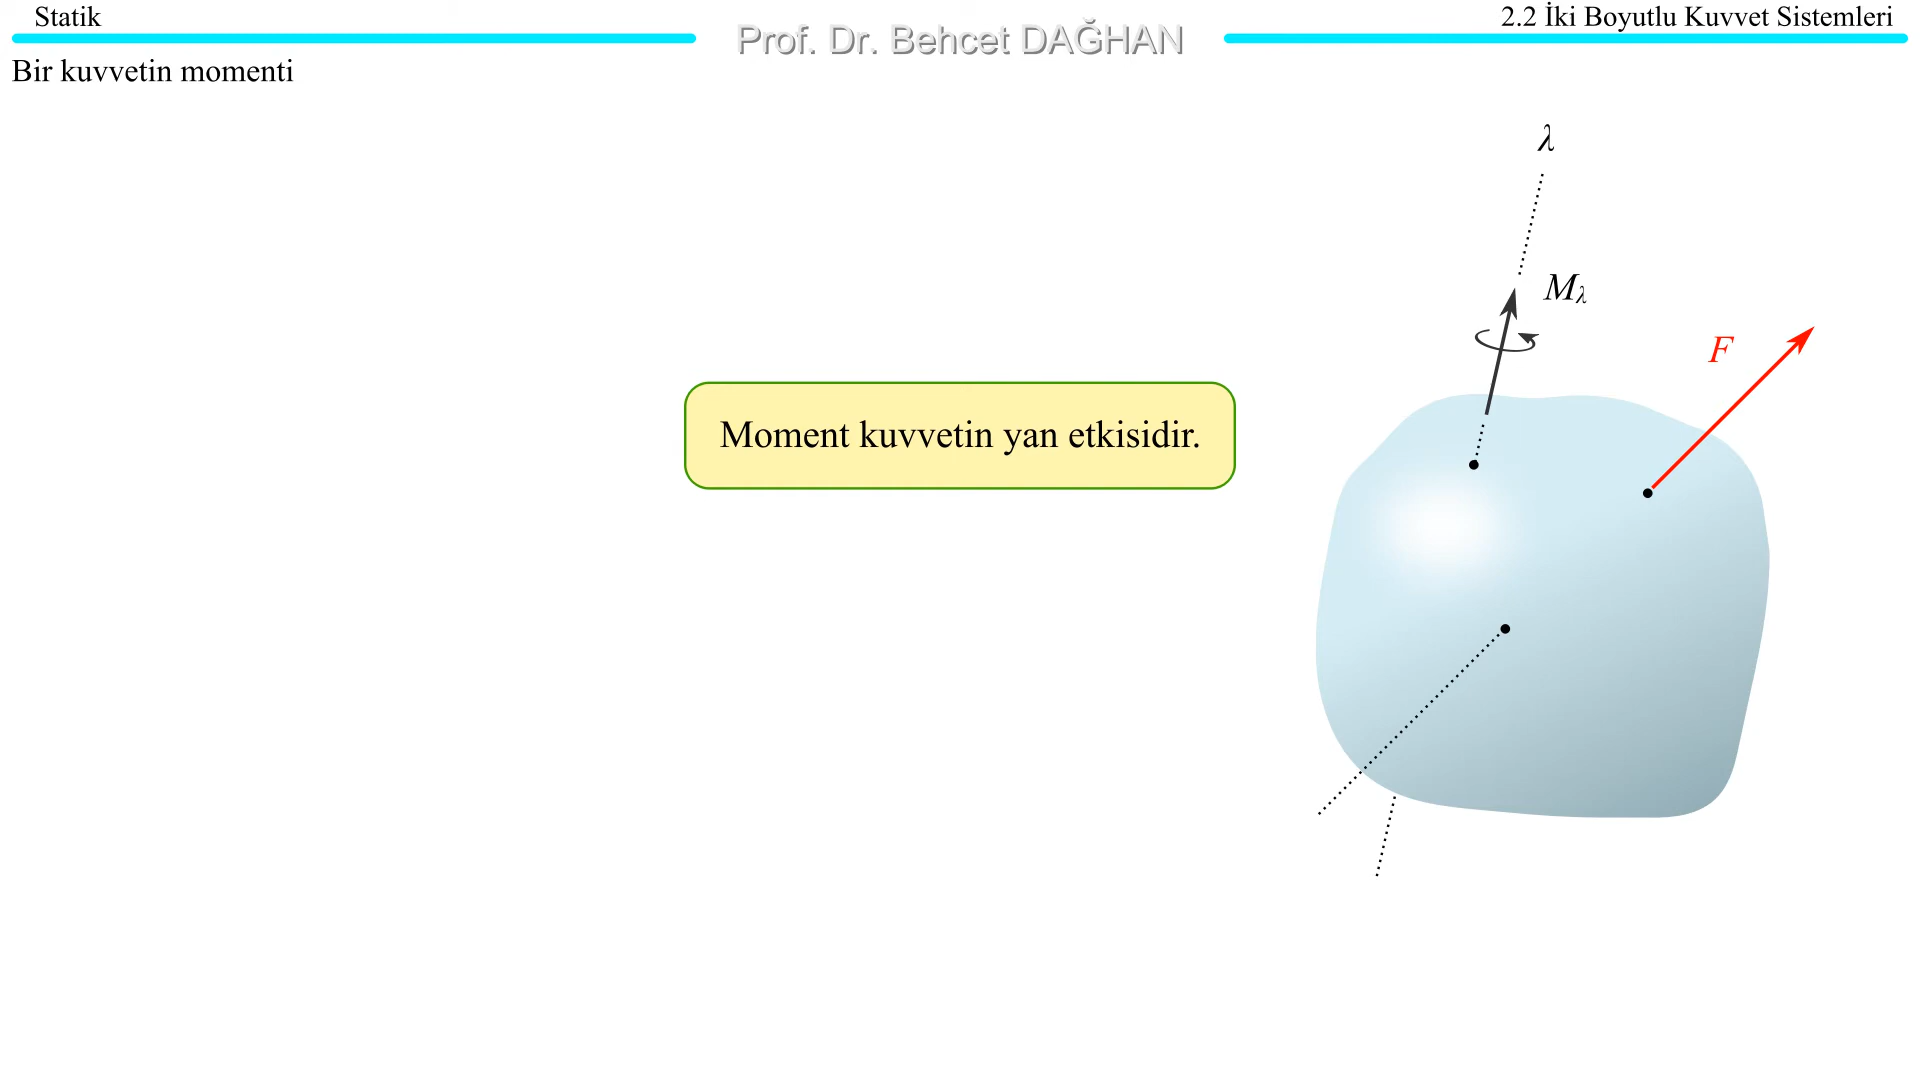 Statik
Prof. Dr. Behcet DAĞHAN
2.2 İki Boyutlu Kuvvet Sistemleri
Bir kuvvetin momenti
λ
Mλ
F
Moment kuvvetin yan etkisidir.